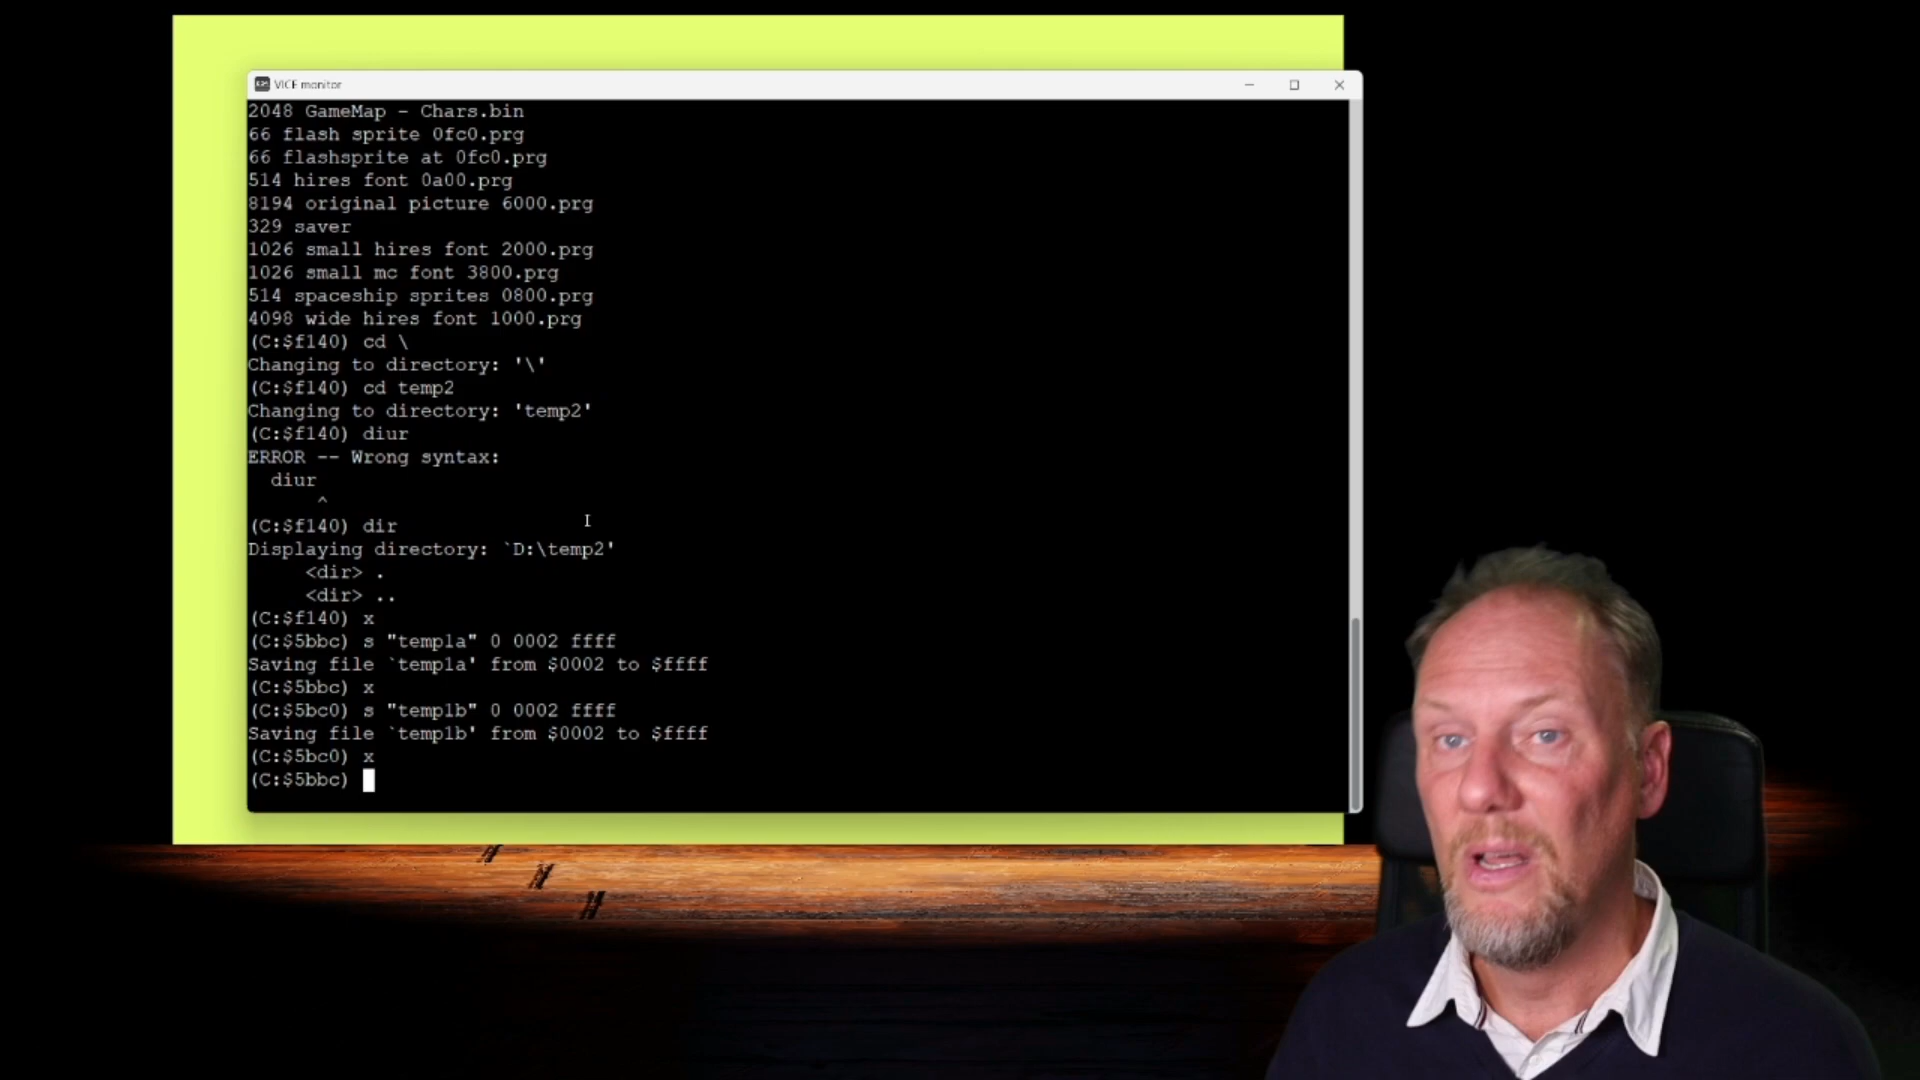 VICE monitor
2048 GameMap - Chars.bin
66 flash sprite 0fc0.prg
66 flashsprite at 0fc0.prg
514 hires font 0a00.prg
8194 original picture 6000.prg
329 saver
1026 small hires font 2000.prg
1026 small mc font 3800.prg
514 spaceship sprites 0800.prg
4098 wide hires font 1000.prg
(C:$f140) cd \
Changing to directory: '\'
(C:$f140) cd temp2
Changing to directory: 'temp2'
(C:$f140) diur
ERROR -- Wrong syntax:
diur
^
(C:$f140) dir
Displaying directory: `D:\temp2'
<dir> .
<dir> ..
(C:$f140) x
(C:$5bbc) s "temp1a" 0 0002 ffff
Saving file `temp1a' from $0002 to $ffff
(C:$5bbc) x
(C:$5bc0) s "temp1b" 0 0002 ffff
Saving file `temp1b' from $0002 to $ffff
(C:$5bc0) x
(C:$5bbc)